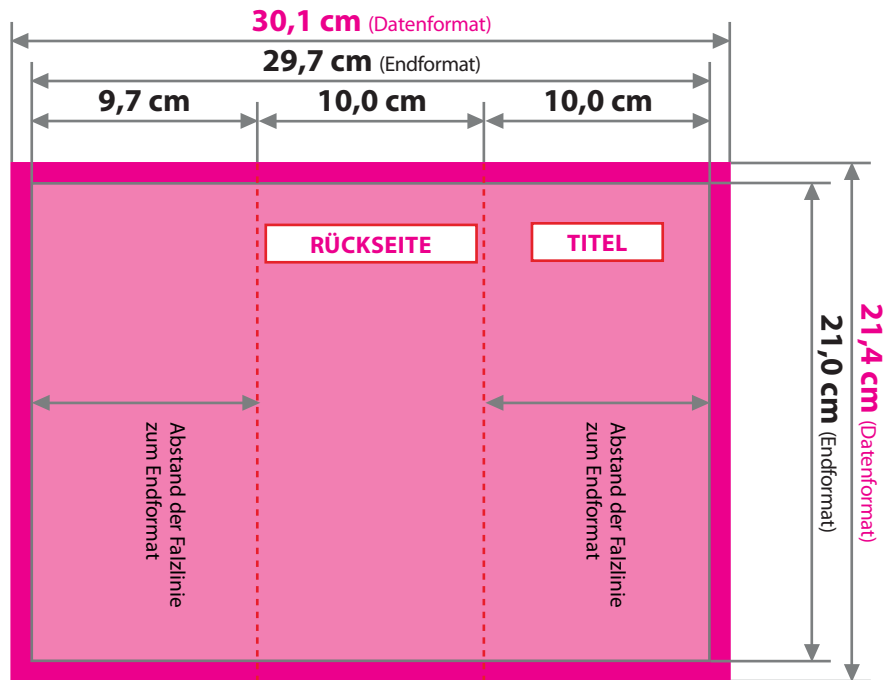 30,1 cm (Datenformat)
29,7 cm (Endformat)
9,7 cm
10,0 cm
10,0 cm
RÜCKSEITE
TITEL
21,4 cm (Datenformat)
21,0 cm (Endformat)
Abstand der Falzlinie
zum Endformat
Abstand der Falzlinie
zum Endformat